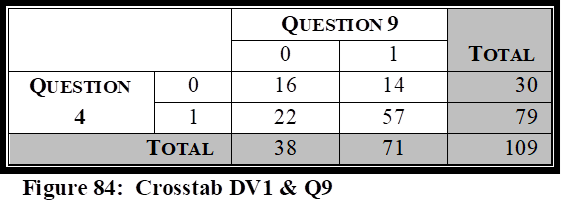 QUESTION 9
0 1 TOTAL
QUESTION 0 16 14 30
4 1 22 57 79
TOTAL 38 71 109
Figure 84: Crosstab DV1 & Q9